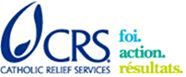 CRS
CATHOLIC RELIEF SERVICES
foi.
action.
résultats.